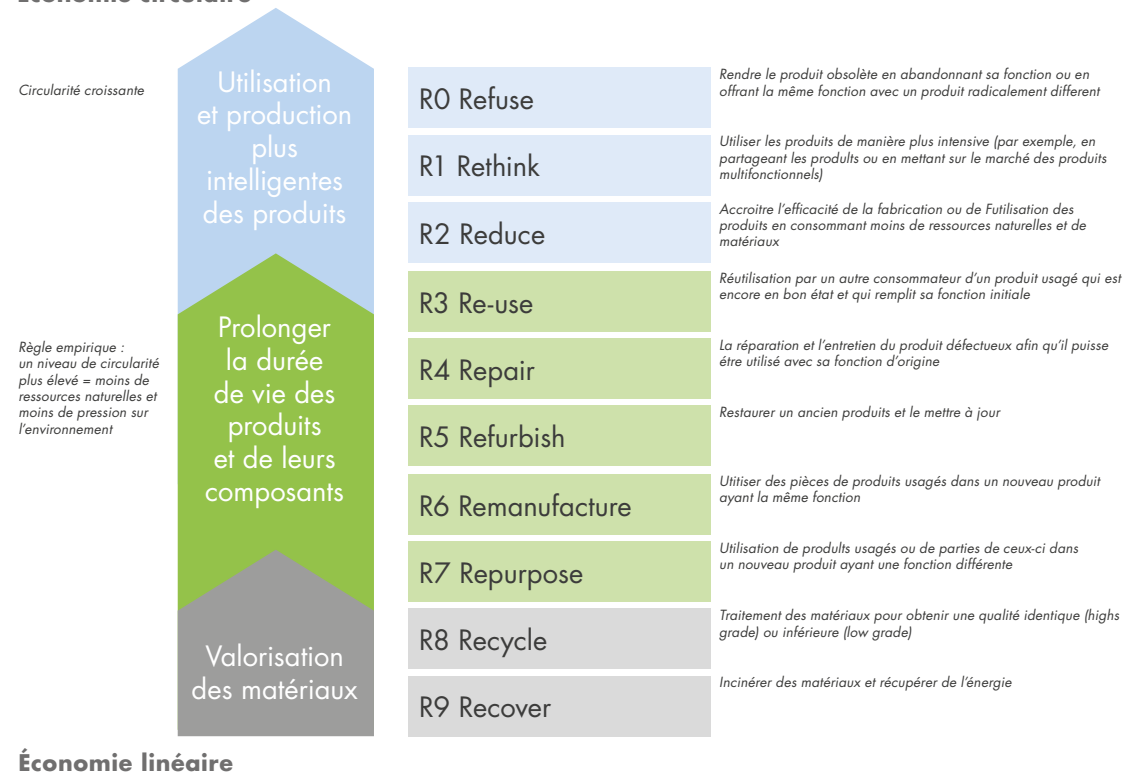 Économie circulaire
Circularité croissante
Utilisation
et production
plus
intelligentes
des produits
R0 Refuse
Rendre le produit obsolète en abandonnant sa fonction ou en
offrant la même fonction avec un produit radicalement different
R1 Rethink
Utiliser les produits de manière plus intensive (par exemple, en
partageant les prodults ou en mettant sur le marché des produits
multifonctionnels)
R2 Reduce
Accroitre l’efficacité de la fabrication ou de Futilisation des
produits en consommant moins de ressources naturelles et de
matériaux
Règle empirique :
un niveau de circularité
plus élevé = moins de
ressources naturelles et
moins de pression sur
l’environnement
Prolonger
la durée
de vie des
produits
et de leurs
composants
R3 Re-use
Réutilisation par un autre consommateur d’un produit usagé qui est
encore en bon état et qui remplit sa fonction initiale
R4 Repair
La réparation et l’entretien du produit défectueux afin qu’il puisse
étre utilisé avec sa fonction d’origine
R5 Refurbish
Restaurer un ancien produits et le mettre à jour
R6 Remanufacture
Utitiser des pièces de produits usagés dans un nouveau produit
ayant la même fonction
R7 Repurpose
Utilisation de prodults usagés ou de parties de ceux-ci dans
un nouveau produit ayant une fonction différente
Valorisation
des matériaux
R8 Recycle
Traitement des matériaux pour obtenir une qualité identique (highs
grade) ou inférieure (low grade)
R9 Recover
Incinérer des matériaux et récupérer de l’énergie
Économie linéaire